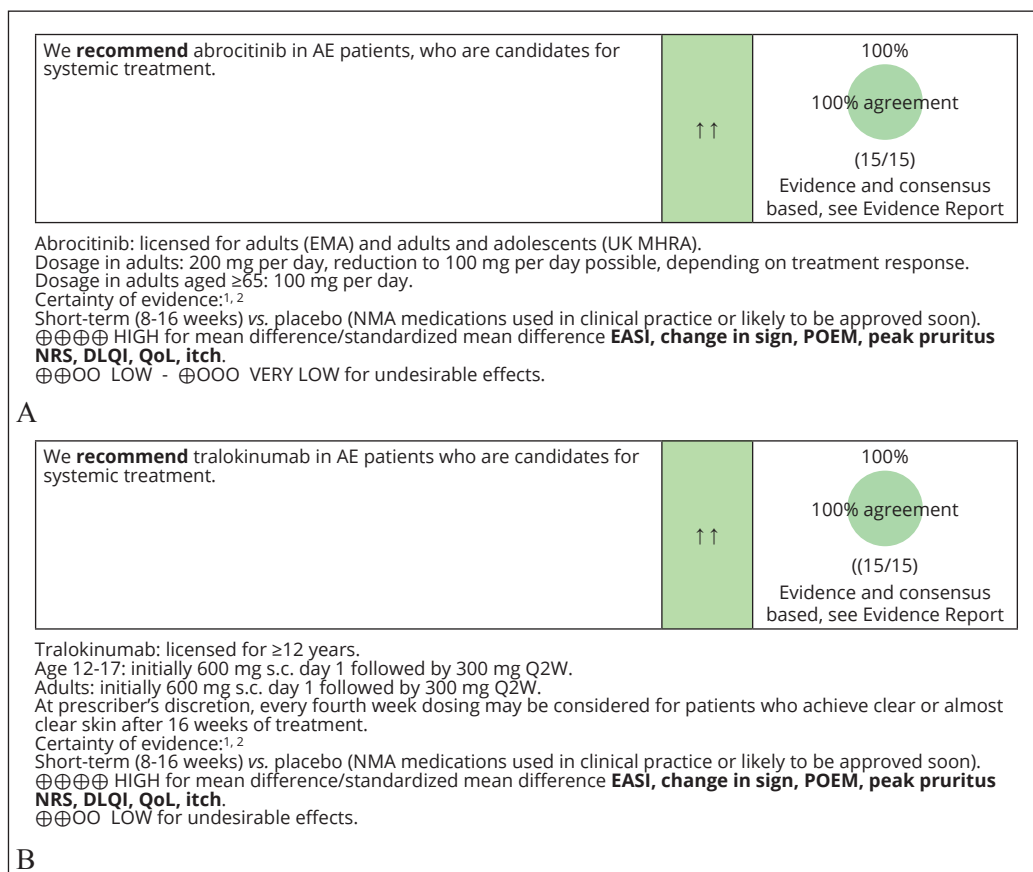 We recommend abrocitinib in AE patients, who are candidates for
systemic treatment.
↑↑
100%
100% agreement
(15/15)
Evidence and consensus
based, see Evidence Report
Abrocitinib: licensed for adults (EMA) and adults and adolescents (UK MHRA).
Dosage in adults: 200 mg per day, reduction to 100 mg per day possible, depending on treatment response.
Dosage in adults aged ≥65: 100 mg per day.
Certainty of evidence:1, 2
Short-term (8-16 weeks) vs. placebo (NMA medications used in clinical practice or likely to be approved soon).
⊕⊕⊕⊕ HIGH for mean difference/standardized mean difference EASI, change in sign, POEM, peak pruritus
NRS, DLQI, QoL, itch.
⊕⊕OO LOW - ⊕OOO VERY LOW for undesirable effects.
A
We recommend tralokinumab in AE patients who are candidates for
systemic treatment.
↑↑
100%
100% agreement
((15/15)
Evidence and consensus
based, see Evidence Report
Tralokinumab: licensed for ≥12 years.
Age 12-17: initially 600 mg s.c. day 1 followed by 300 mg Q2W.
Adults: initially 600 mg s.c. day 1 followed by 300 mg Q2W.
At prescriber's discretion, every fourth week dosing may be considered for patients who achieve clear or almost
clear skin after 16 weeks of treatment.
Certainty of evidence:1, 2
Short-term (8-16 weeks) vs. placebo (NMA medications used in clinical practice or likely to be approved soon).
⊕⊕⊕⊕ HIGH for mean difference/standardized mean difference EASI, change in sign, POEM, peak pruritus
NRS, DLQI, QoL, itch.
⊕⊕OO LOW for undesirable effects.
B